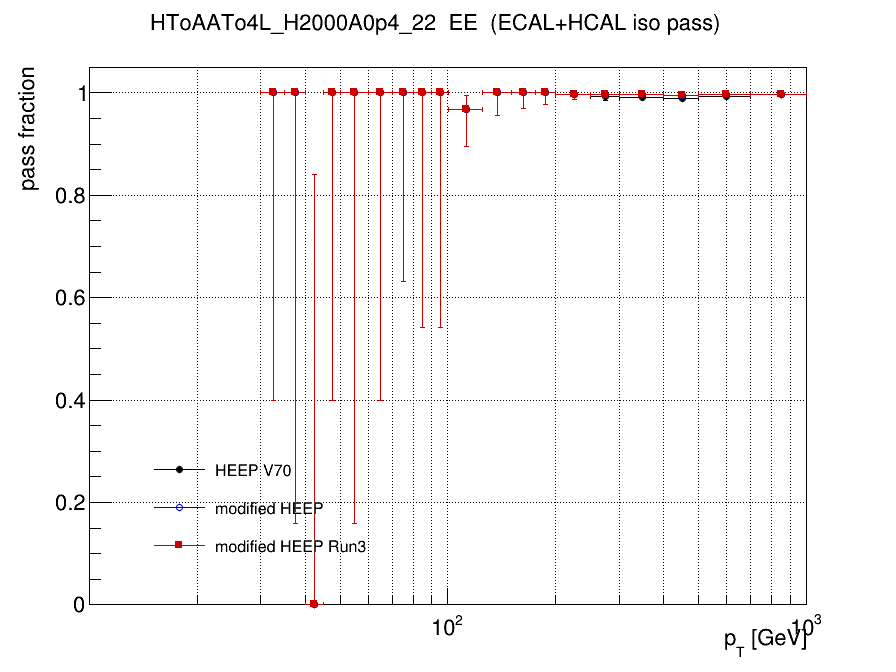 HToAATo4L_H2000A0p4_22 EE (ECAL+HCAL iso pass)
pass fraction
1
0.8
0.6
0.4
0.2
0
HEEP V70
modified HEEP
modified HEEP Run3
10²
10³
p_T [GeV]